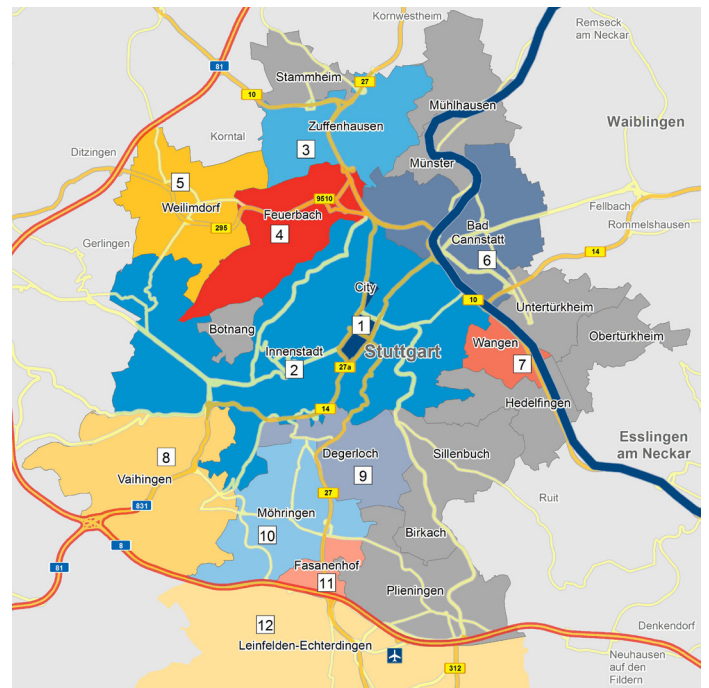 Kornwestheim
Remseck
am Neckar
81
Stammheim
27
10
Mühlhausen
Zuffenhausen
Waiblingen
Korntal
3
Ditzingen
Münster
5
Weilimdorf
9510
Feuerbach
4
295
Fellbach
Bad
Cannstatt
Rommelshausen
6
14
Gerlingen
City
10
Untertürkheim
Botnang
1
Obertürkheim
Innenstadt
Stuttgart
Wangen
2
27a
7
14
Hedelfingen
Esslingen
am Neckar
Degerloch
Sillenbuch
8
9
Vaihingen
27
Ruit
831
Möhringen
10
Birkach
8
81
Fasanenhof
11
Plieningen
12
Denkendorf
Leinfelden-Echterdingen
Neuhausen
auf den
Fildern
312